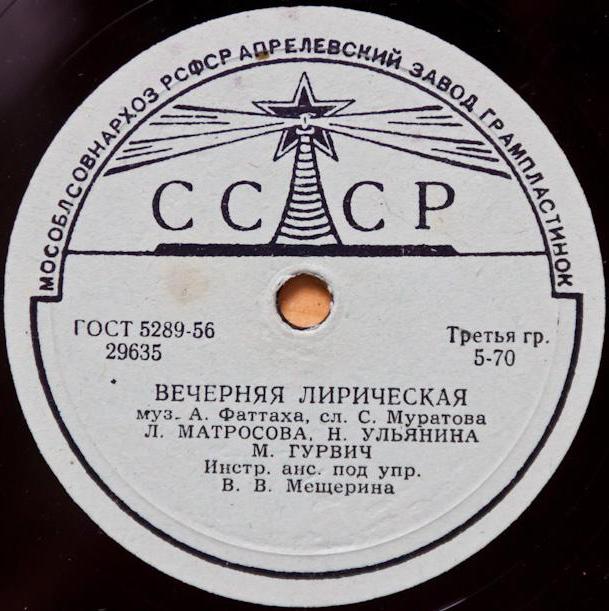 МОСОБЛСОВНАРХОЗ РСФСР АПРЕЛЕВСКИЙ ЗАВОД ГРАМПЛАСТИНОК
СССР
ГОСТ 5289-56
29635
Третья гр.
5-70
ВЕЧЕРНЯЯ ЛИРИЧЕСКАЯ
муз. А. Фаттаха, сл. С. Муратова
Л. МАТРОСОВА, Н. УЛЬЯНИНА
М. ГУРВИЧ
Инстр. анс. под упр.
В. В. Мещерина